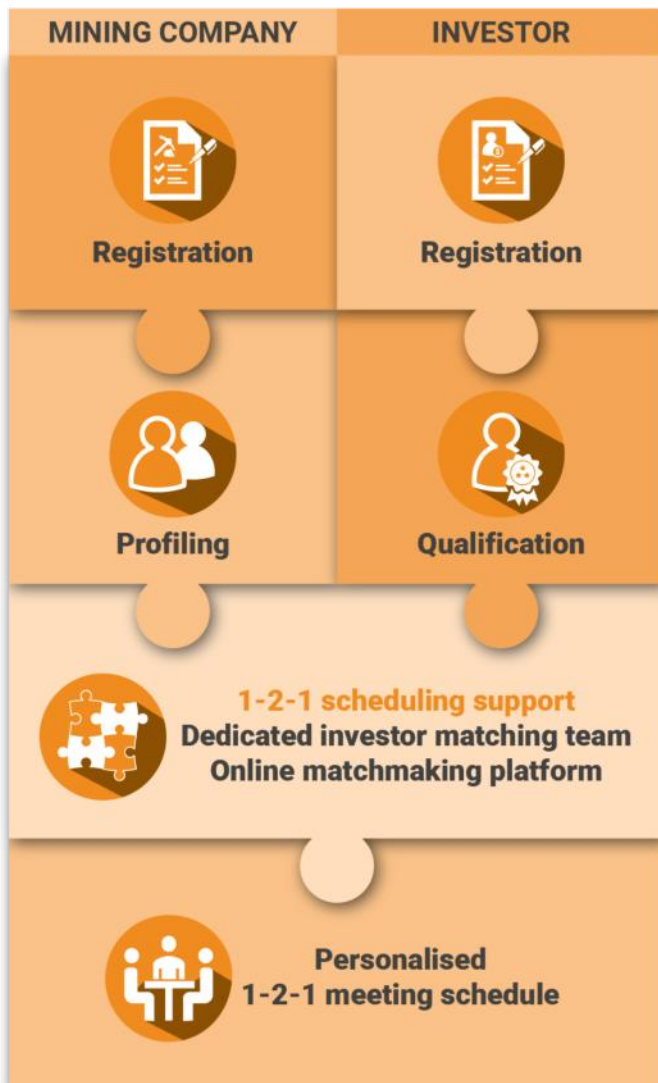 MINING COMPANY
INVESTOR
Registration
Registration
Profiling
Qualification
1-2-1 scheduling support
Dedicated investor matching team
Online matchmaking platform
Personalised
1-2-1 meeting schedule